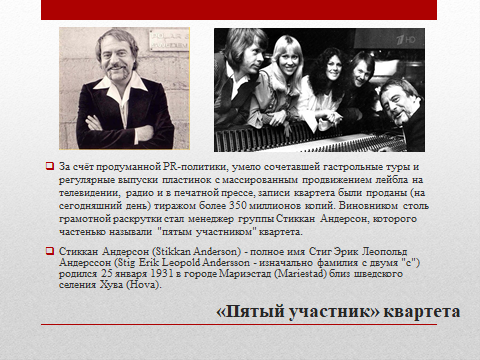 За счёт продуманной PR-политики, умело сочетавшей гастрольные туры и
регулярные выпуски пластинок с массированным продвижением лейбла на
телевидении, радио и в печатной прессе, записи квартета были проданы (на
сегодняшний день) тиражом более 350 миллионов копий. Виновником столь
грамотной раскрутки стал менеджер группы Стиккан Андерсон, которого
частенько называли "пятым участником" квартета.
Стиккан Андерсон (Stikkan Anderson) - полное имя Стиг Эрик Леопольд
Андерссон (Stig Erik Leopold Andersson - изначально фамилия с двумя "с")
родился 25 января 1931 в городе Мариэстад (Mariestad) близ шведского
селения Хува (Hova).
«Пятый участник» квартета